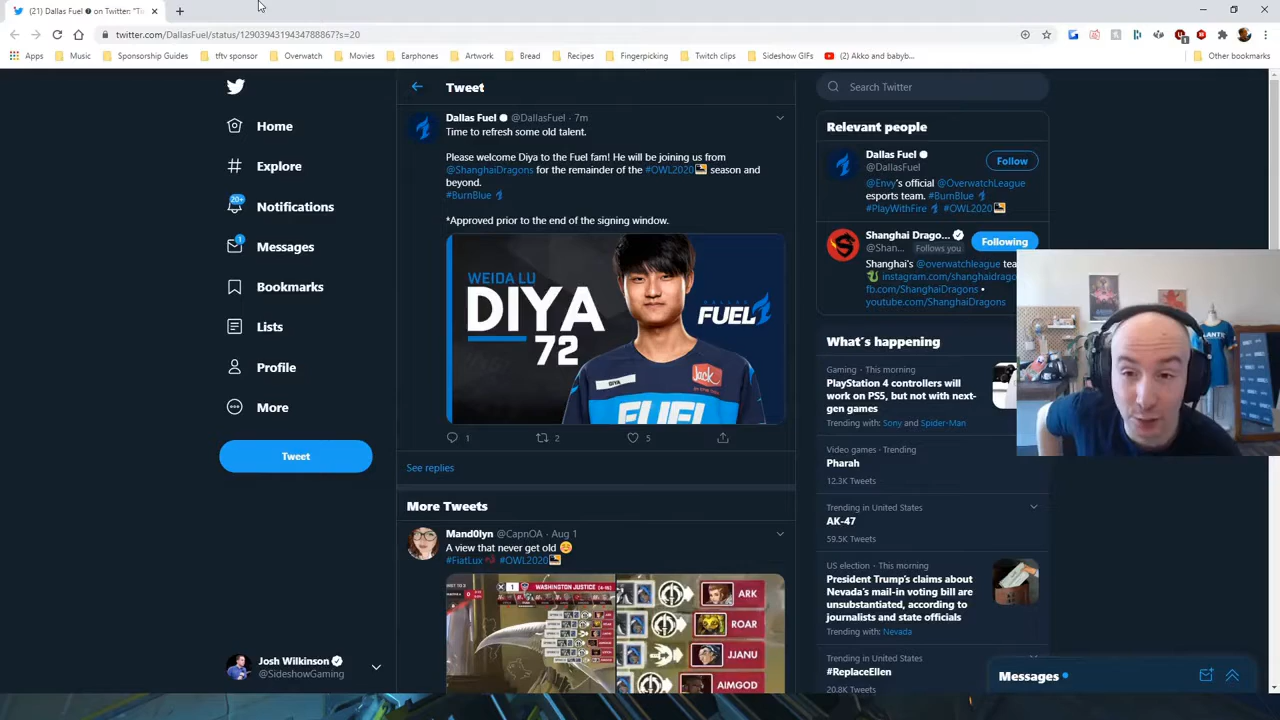 (21) Dallas Fuel on Twitter: "Ti
twitter.com/DallasFuel/status/1290394319434788867?s=20
Apps
Music
Sponsorship Guides
tftv sponsor
Overwatch
Movies
Earphones
Artwork
Bread
Recipes
Fingerpicking
Twitch clips
Sideshow GIFs
(2) Akko and babyb...
Other bookmarks
Home
Explore
20+
Notifications
1
Messages
Bookmarks
Lists
Profile
More
Tweet
Josh Wilkinson
@SideshowGaming
Tweet
Dallas Fuel @DallasFuel · 7m
Time to refresh some old talent.
Please welcome Diya to the Fuel fam! He will be joining us from
@ShanghaiDragons for the remainder of the #OWL2020 season and
beyond.
#BurnBlue
*Approved prior to the end of the signing window.
WEIDA LU
DIYA
72
DALLAS
FUEL
DIYA
Jack
FUEL
1
2
5
See replies
More Tweets
Mand0lyn @CapnOA · Aug 1
A view that never get old
#FiatLux #OWL2020
1
WASHINGTON JUSTICE
ARK
ROAR
JJANU
AIMGOD
Search Twitter
Relevant people
Dallas Fuel
@DallasFuel
Follow
@Envy's official @OverwatchLeague
esports team. #BurnBlue
#PlayWithFire #OWL2020
Shanghai Drago...
@Shan... Follows you
Following
Shanghai's @overwatchleague tea
instagram.com/shanghaidrago
fb.com/ShanghaiDragons •
youtube.com/ShanghaiDragons
What's happening
Gaming · This morning
PlayStation 4 controllers will
work on PS5, but not with next-
gen games
Trending with: Sony and Spider-Man
Video games · Trending
Pharah
12.3K Tweets
Trending in United States
AK-47
59.5K Tweets
US election · This morning
President Trump's claims about
Nevada's mail-in voting bill are
unsubstantiated, according to
journalists and state officials
Trending with: Nevada
Trending in United States
#ReplaceEllen
20.8K Tweets
Messages